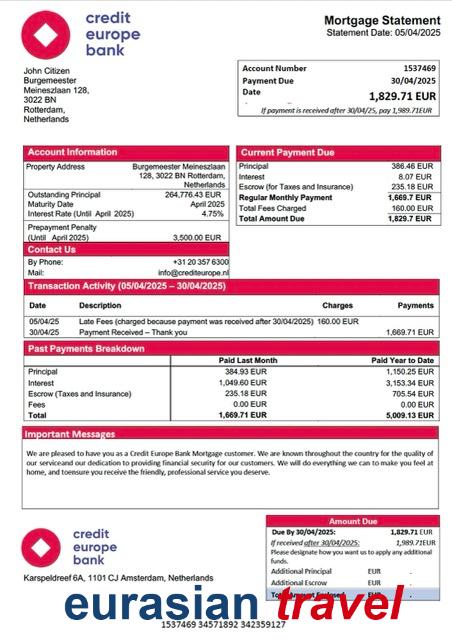 credit
europe
bank
Mortgage Statement
Statement Date: 05/04/2025
John Citizen
Burgemeester
Meineszlaan 128,
3022 BN
Rotterdam,
Netherlands
Account Number 1537469
Payment Due 30/04/2025
Date
1,829.71 EUR
If payment is received after 30/04/25, pay 1,989.71EUR
Account Information
Property Address Burgemeester Meineszlaan
128, 3022 BN Rotterdam,
Netherlands
Outstanding Principal 264,776.43 EUR
Maturity Date April 2025
Interest Rate (Until April 2025) 4.75%
Prepayment Penalty
(Until April 2025) 3,500.00 EUR
Contact Us
By Phone: +31 20 357 6300
Mail: info@crediteurope.nl
Current Payment Due
Principal 386.46 EUR
Interest 8.07 EUR
Escrow (for Taxes and Insurance) 235.18 EUR
Regular Monthly Payment 1,669.7 EUR
Total Fees Charged 160.00 EUR
Total Amount Due 1,829.7 EUR
Transaction Activity (05/04/2025 – 30/04/2025)
Date Description Charges Payments
05/04/25 Late Fees (charged because payment was received after 30/04/2025) 160.00 EUR
30/04/25 Payment Received – Thank you 1,669.71 EUR
Past Payments Breakdown
Paid Last Month Paid Year to Date
Principal 384.93 EUR 1,150.25 EUR
Interest 1,049.60 EUR 3,153.34 EUR
Escrow (Taxes and Insurance) 235.18 EUR 705.54 EUR
Fees 0.00 EUR 0.00 EUR
Total 1,669.71 EUR 5,009.13 EUR
Important Messages
We are pleased to have you as a Credit Europe Bank Mortgage customer. We are known throughout the country for the quality of
our serviceand our dedication to providing financial security for our customers. We will do everything we can to make you feel at
home, and toensure you receive the friendly, professional service you deserve.
credit
europe
bank
Karspeldreef 6A, 1101 CJ Amsterdam, Netherlands
Amount Due
Due By 30/04/2025: 1,829.71 EUR
If received after 30/04/2025: 1,989.71EUR
Please designate how you want us to apply any additional
funds.
Additional Principal EUR .
Additional Escrow EUR .
Total Amount Enclosed EUR .
eurasian travel
1537469 34571892 342359127